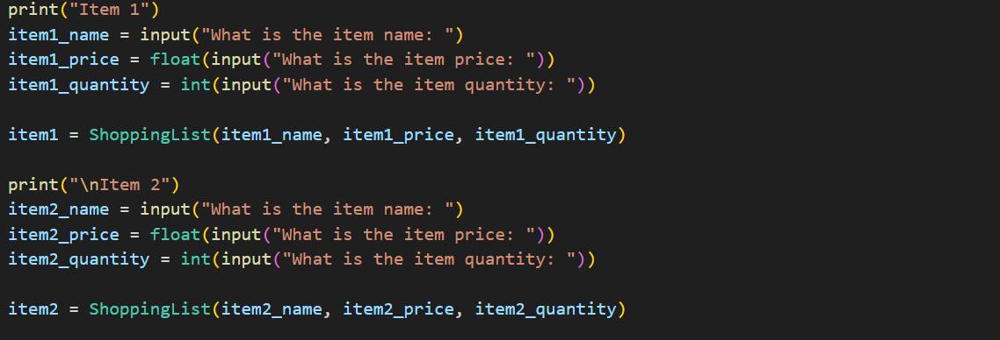 print("Item 1")
item1_name = input("What is the item name: ")
item1_price = float(input("What is the item price: "))
item1_quantity = int(input("What is the item quantity: "))
item1 = ShoppingList(item1_name, item1_price, item1_quantity)
print("\nItem 2")
item2_name = input("What is the item name: ")
item2_price = float(input("What is the item price: "))
item2_quantity = int(input("What is the item quantity: "))
item2 = ShoppingList(item2_name, item2_price, item2_quantity)